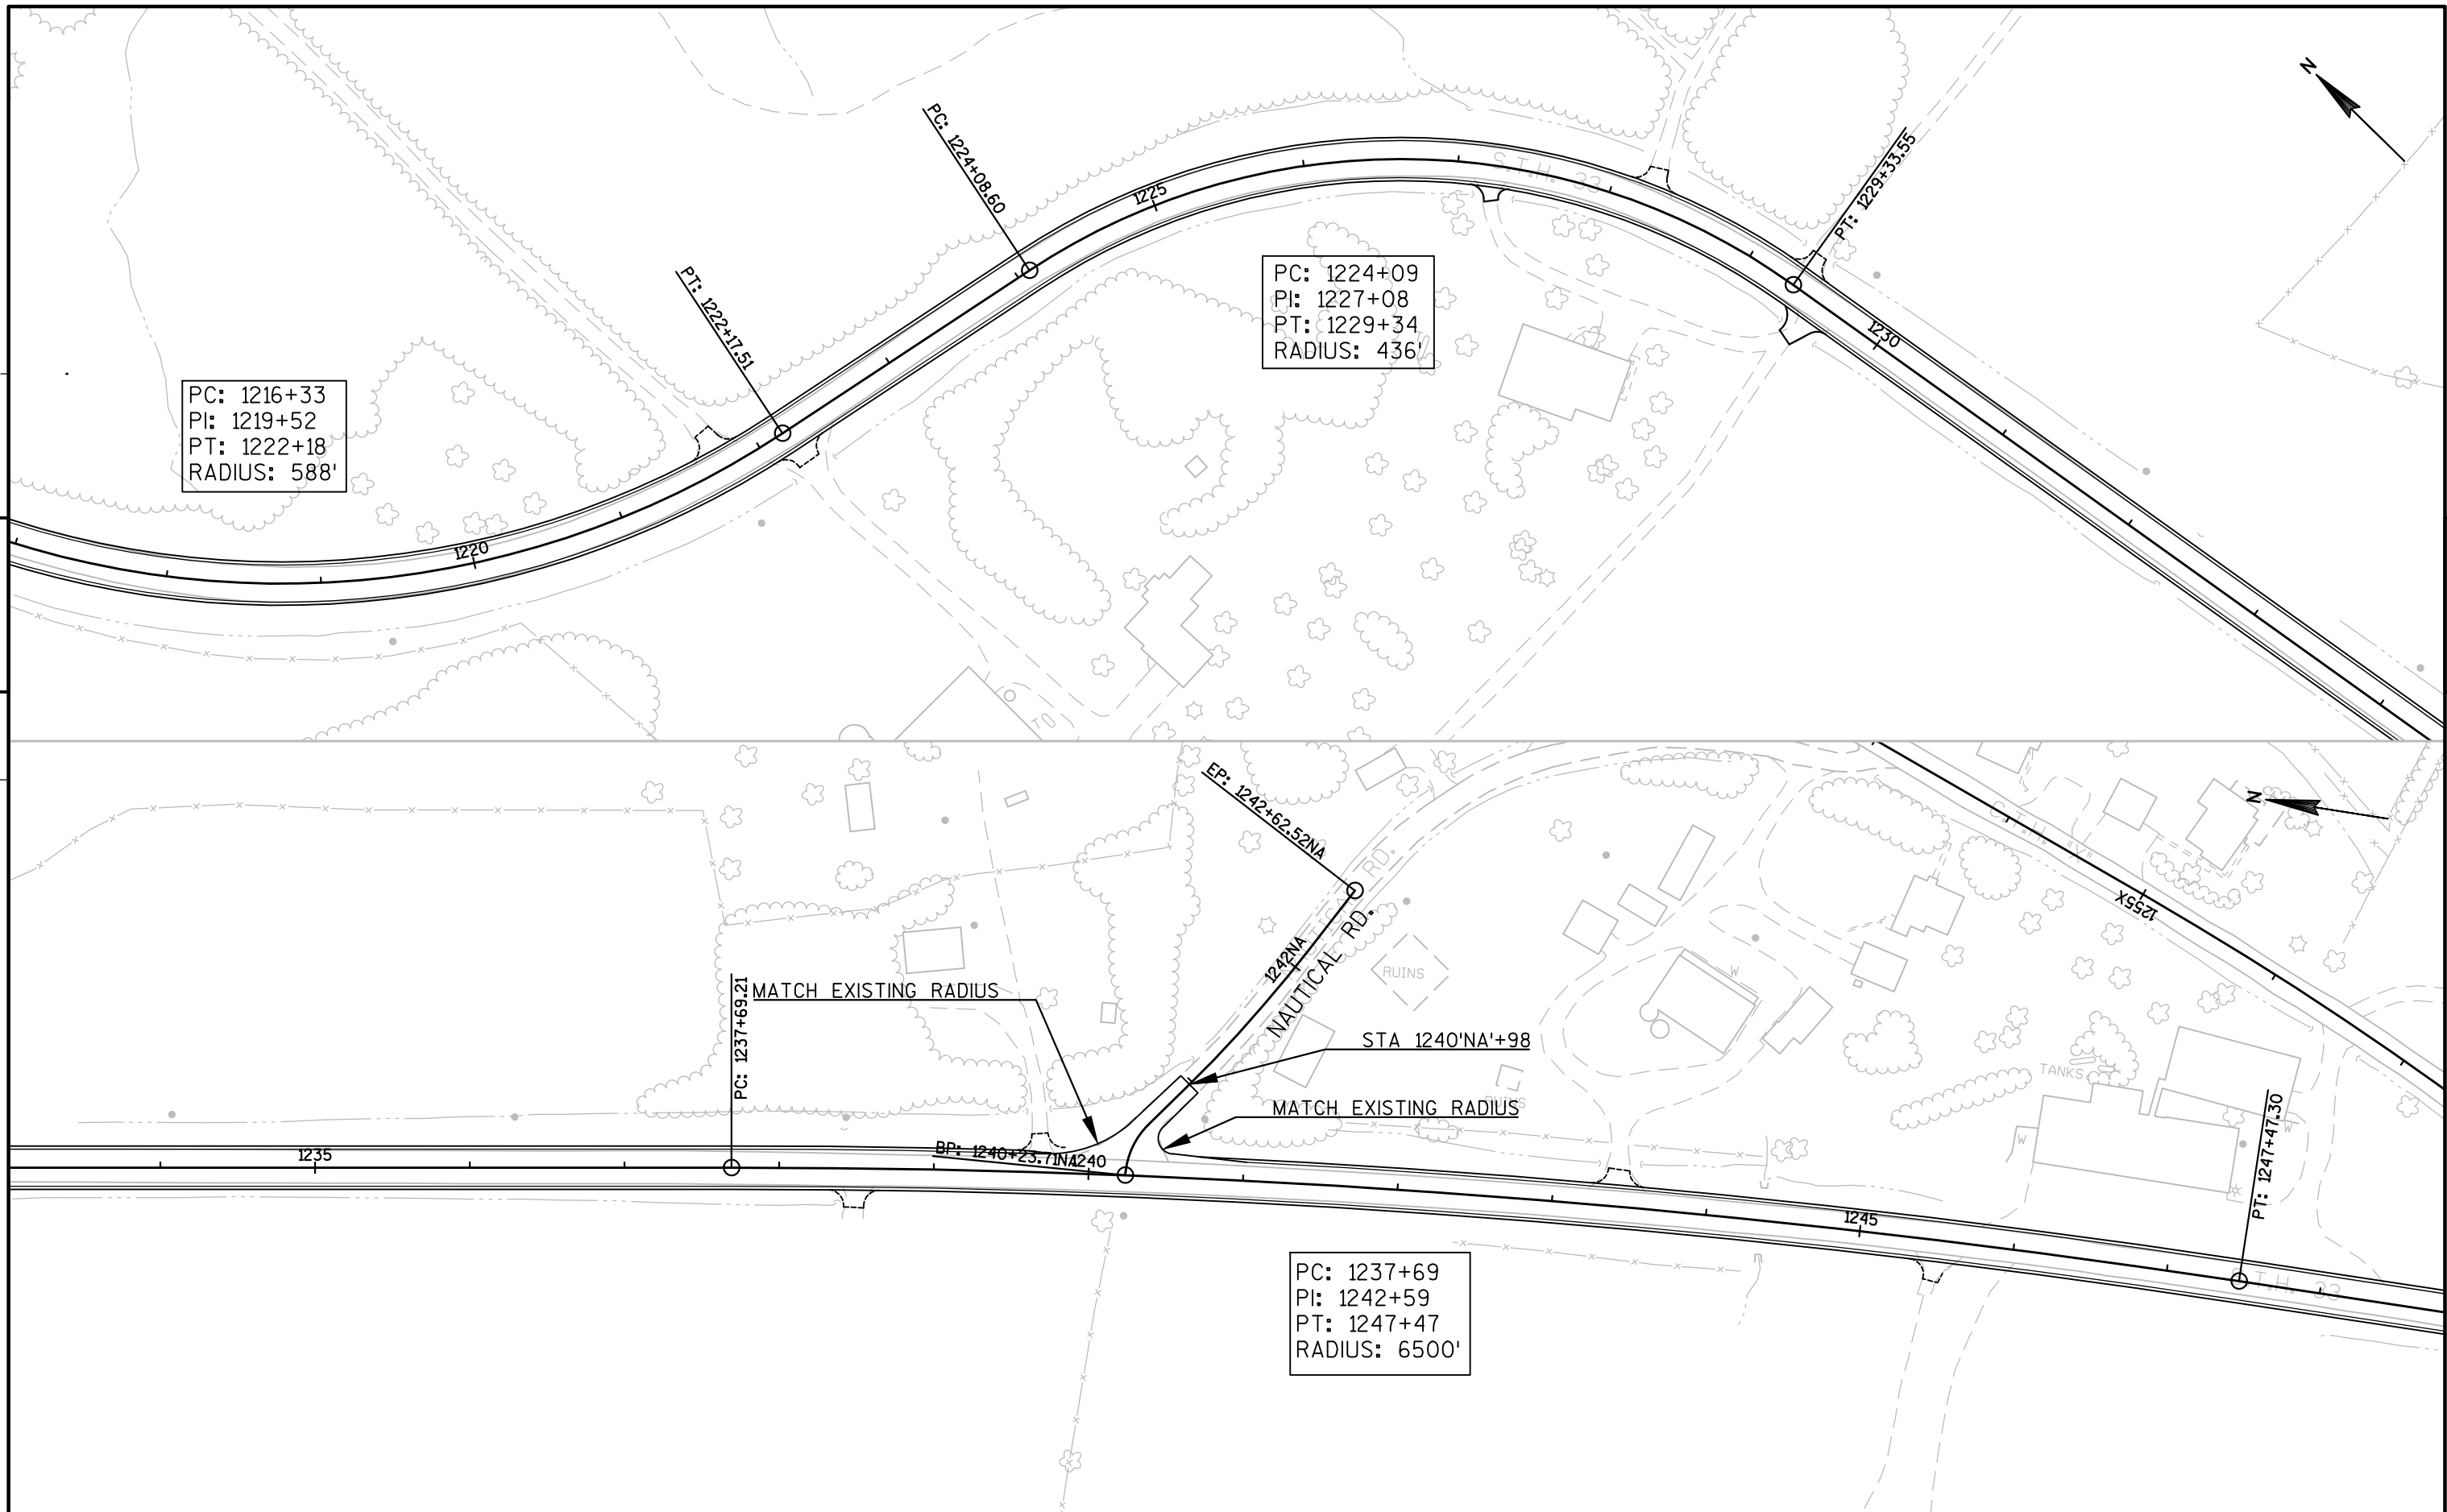 N
PC: 1224+08.60
1225
S.T.H. 33
PT: 1229+33.55
PT: 1222+17.51
PC: 1224+09
PI: 1227+08
PT: 1229+34
RADIUS: 436'
1230
PC: 1216+33
PI: 1219+52
PT: 1222+18
RADIUS: 588'
1220
EP: 1242+62.52NA
N
C.T.H.
RD.
1255X
1242NA
NAUTICAL RD.
RUINS
W
PC: 1237+69.21
MATCH EXISTING RADIUS
STA 1240'NA'+98
TANKS
RUINS
MATCH EXISTING RADIUS
W
W
PT: 1247+47.30
1235
BP: 1240+23.71NA
1240
1245
S.T.H. 33
PC: 1237+69
PI: 1242+59
PT: 1247+47
RADIUS: 6500'